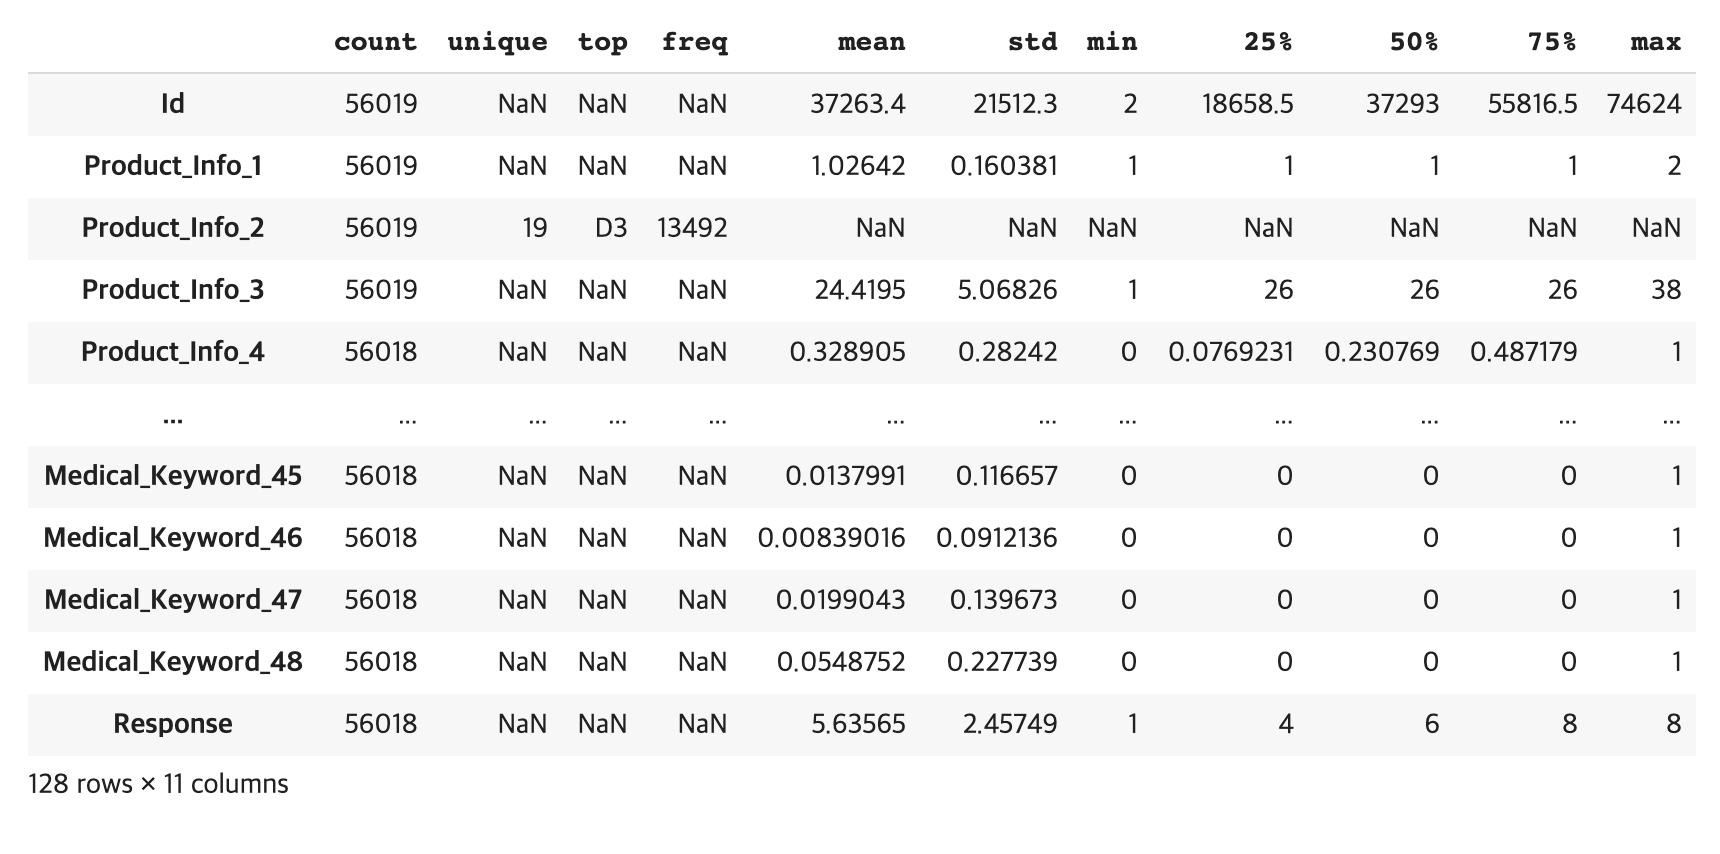 count unique top freq mean std min 25% 50% 75% max
Id 56019 NaN NaN NaN 37263.4 21512.3 2 18658.5 37293 55816.5 74624
Product_Info_1 56019 NaN NaN NaN 1.02642 0.160381 1 1 1 1 2
Product_Info_2 56019 19 D3 13492 NaN NaN NaN NaN NaN NaN NaN
Product_Info_3 56019 NaN NaN NaN 24.4195 5.06826 1 26 26 26 38
Product_Info_4 56018 NaN NaN NaN 0.328905 0.28242 0 0.0769231 0.230769 0.487179 1
... ... ... ... ... ... ... ... ... ... ... ...
Medical_Keyword_45 56018 NaN NaN NaN 0.0137991 0.116657 0 0 0 0 1
Medical_Keyword_46 56018 NaN NaN NaN 0.00839016 0.0912136 0 0 0 0 1
Medical_Keyword_47 56018 NaN NaN NaN 0.0199043 0.139673 0 0 0 0 1
Medical_Keyword_48 56018 NaN NaN NaN 0.0548752 0.227739 0 0 0 0 1
Response 56018 NaN NaN NaN 5.63565 2.45749 1 4 6 8 8
128 rows × 11 columns